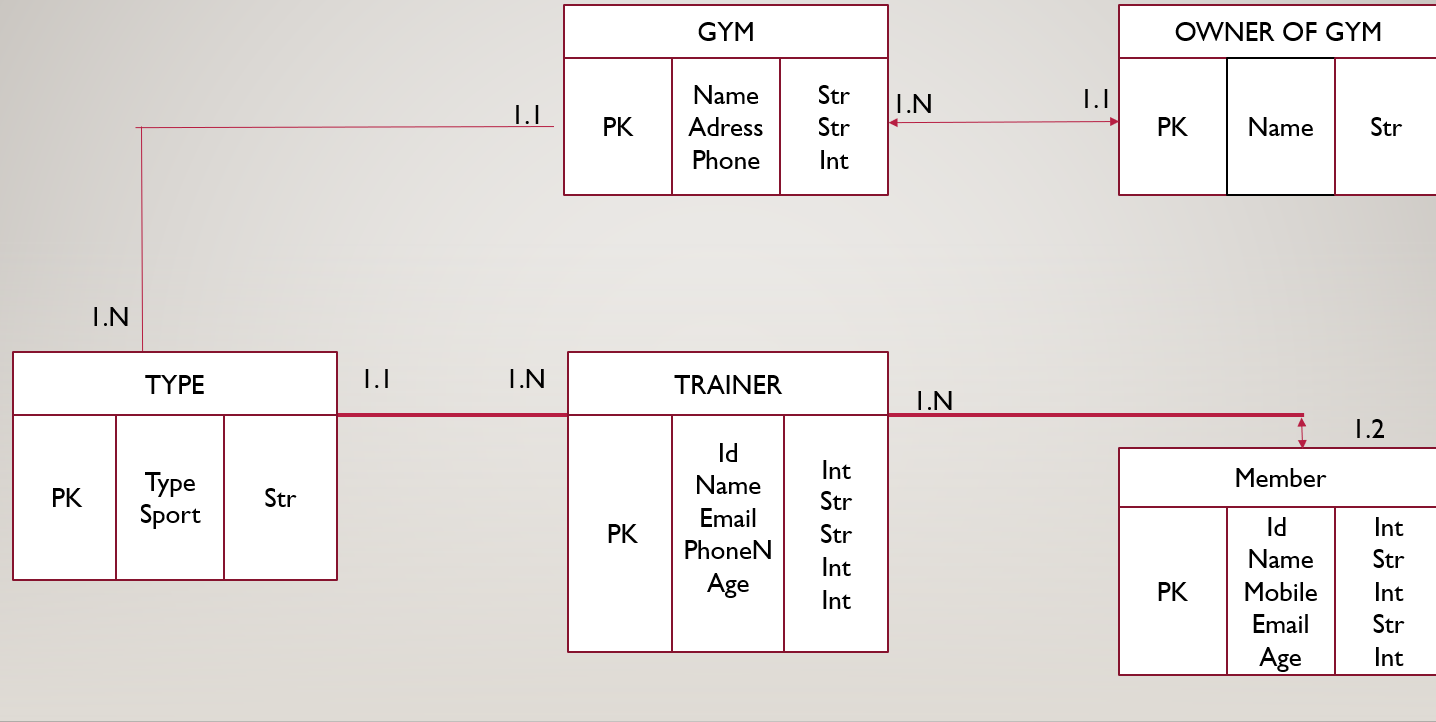 GYM
PK
Name
Adress
Phone
Str
Str
Int
1.N
1.1
OWNER OF GYM
PK
Name
Str
1.1
1.N
TYPE
PK
Type
Sport
Str
1.1
1.N
TRAINER
PK
Id
Name
Email
PhoneN
Age
Int
Str
Str
Int
Int
1.N
1.2
Member
PK
Id
Name
Mobile
Email
Age
Int
Str
Int
Str
Int